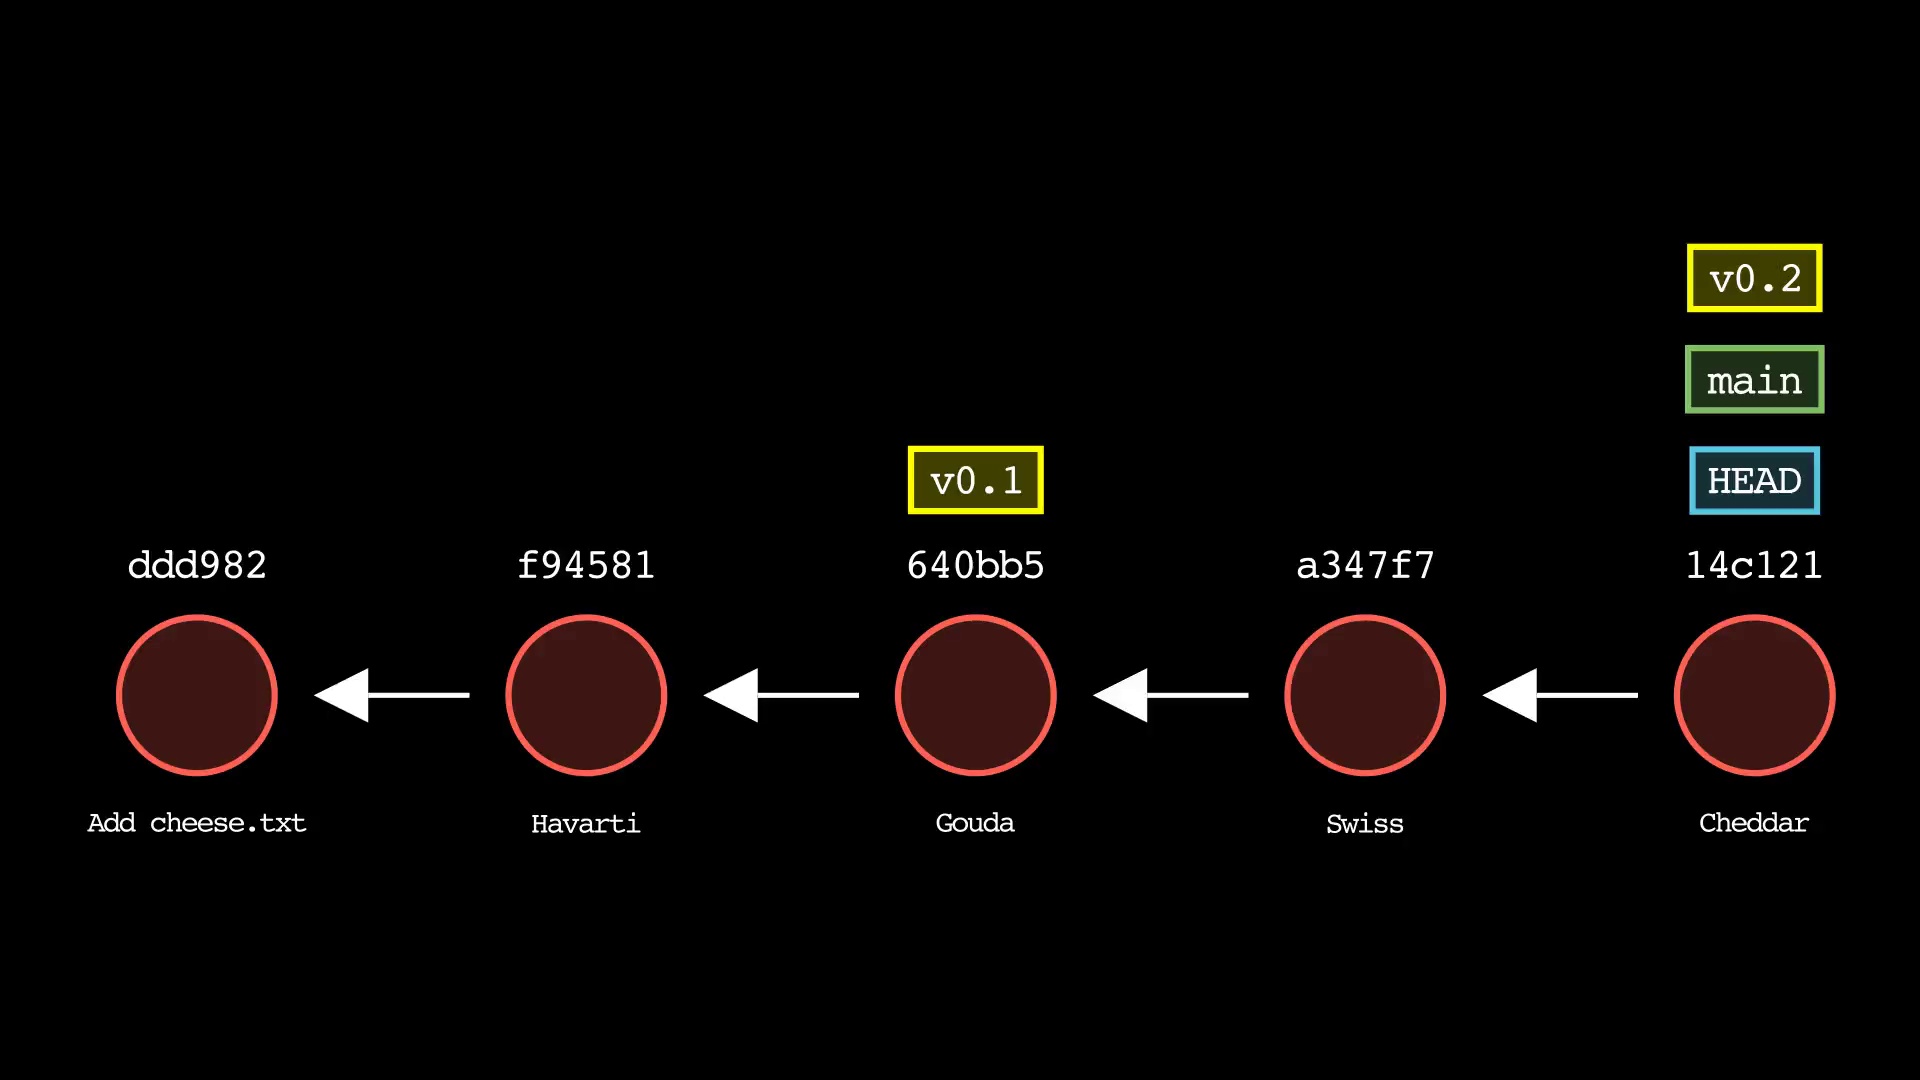 v0.2
main
v0.1
HEAD
ddd982
f94581
640bb5
a347f7
14c121
Add cheese.txt
Havarti
Gouda
Swiss
Cheddar